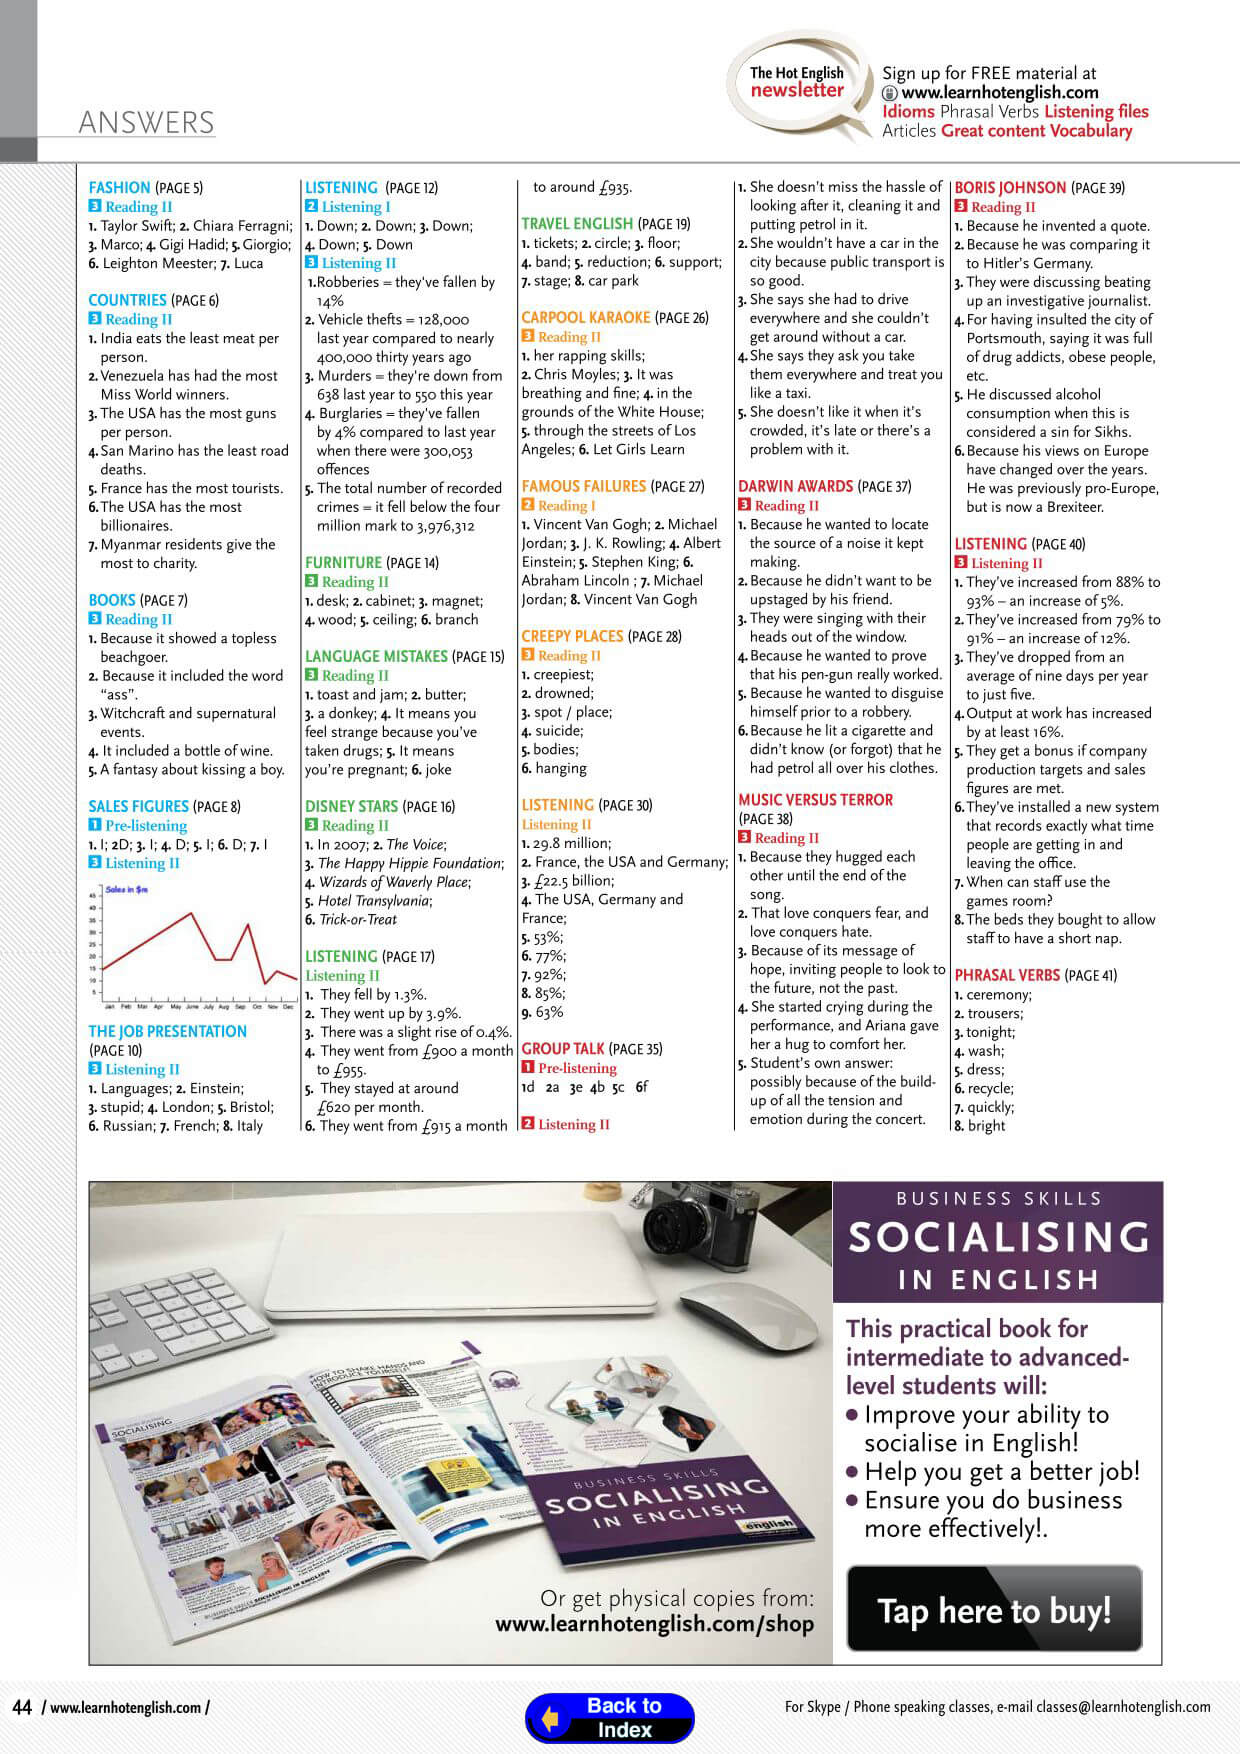 The Hot English
newsletter
Sign up for FREE material at
www.learnhotenglish.com
Idioms Phrasal Verbs Listening files
Articles Great content Vocabulary
ANSWERS
FASHION (PAGE 5)
3 Reading II
1. Taylor Swift; 2. Chiara Ferragni;
3. Marco; 4. Gigi Hadid; 5. Giorgio;
6. Leighton Meester; 7. Luca
COUNTRIES (PAGE 6)
3 Reading II
1. India eats the least meat per
person.
2. Venezuela has had the most
Miss World winners.
3. The USA has the most guns
per person.
4. San Marino has the least road
deaths.
5. France has the most tourists.
6. The USA has the most
billionaires.
7. Myanmar residents give the
most to charity.
BOOKS (PAGE 7)
3 Reading II
1. Because it showed a topless
beachgoer.
2. Because it included the word
“ass”.
3. Witchcraft and supernatural
events.
4. It included a bottle of wine.
5. A fantasy about kissing a boy.
SALES FIGURES (PAGE 8)
1 Pre-listening
1. I; 2D; 3. I; 4. D; 5. I; 6. D; 7. I
3 Listening II
Sales in $m
45
40
35
30
25
20
15
10
5
Jan Feb Mar Apr May June July Aug Sep Oct Nov Dec
THE JOB PRESENTATION
(PAGE 10)
3 Listening II
1. Languages; 2. Einstein;
3. stupid; 4. London; 5. Bristol;
6. Russian; 7. French; 8. Italy
LISTENING (PAGE 12)
2 Listening I
1. Down; 2. Down; 3. Down;
4. Down; 5. Down
3 Listening II
1.Robberies = they've fallen by
14%
2. Vehicle thefts = 128,000
last year compared to nearly
400,000 thirty years ago
3. Murders = they're down from
638 last year to 550 this year
4. Burglaries = they've fallen
by 4% compared to last year
when there were 300,053
offences
5. The total number of recorded
crimes = it fell below the four
million mark to 3,976,312
FURNITURE (PAGE 14)
3 Reading II
1. desk; 2. cabinet; 3. magnet;
4. wood; 5. ceiling; 6. branch
LANGUAGE MISTAKES (PAGE 15)
3 Reading II
1. toast and jam; 2. butter;
3. a donkey; 4. It means you
feel strange because you've
taken drugs; 5. It means
you're pregnant; 6. joke
DISNEY STARS (PAGE 16)
3 Reading II
1. In 2007; 2. The Voice;
3. The Happy Hippie Foundation;
4. Wizards of Waverly Place;
5. Hotel Transylvania;
6. Trick-or-Treat
LISTENING (PAGE 17)
Listening II
1. They fell by 1.3%.
2. They went up by 3.9%.
3. There was a slight rise of 0.4%.
4. They went from £900 a month
to £955.
5. They stayed at around
£620 per month.
6. They went from £915 a month
to around £935.
TRAVEL ENGLISH (PAGE 19)
1. tickets; 2. circle; 3. floor;
4. band; 5. reduction; 6. support;
7. stage; 8. car park
CARPOOL KARAOKE (PAGE 26)
3 Reading II
1. her rapping skills;
2. Chris Moyles; 3. It was
breathing and fine; 4. in the
grounds of the White House;
5. through the streets of Los
Angeles; 6. Let Girls Learn
FAMOUS FAILURES (PAGE 27)
2 Reading I
1. Vincent Van Gogh; 2. Michael
Jordan; 3. J. K. Rowling; 4. Albert
Einstein; 5. Stephen King; 6.
Abraham Lincoln ; 7. Michael
Jordan; 8. Vincent Van Gogh
CREEPY PLACES (PAGE 28)
3 Reading II
1. creepiest;
2. drowned;
3. spot / place;
4. suicide;
5. bodies;
6. hanging
LISTENING (PAGE 30)
Listening II
1. 29.8 million;
2. France, the USA and Germany;
3. £22.5 billion;
4. The USA, Germany and
France;
5. 53%;
6. 77%;
7. 92%;
8. 85%;
9. 63%
GROUP TALK (PAGE 35)
1 Pre-listening
1d 2a 3e 4b 5c 6f
2 Listening II
1. She doesn't miss the hassle of
looking after it, cleaning it and
putting petrol in it.
2. She wouldn't have a car in the
city because public transport is
so good.
3. She says she had to drive
everywhere and she couldn't
get around without a car.
4. She says they ask you take
them everywhere and treat you
like a taxi.
5. She doesn't like it when it's
crowded, it's late or there's a
problem with it.
DARWIN AWARDS (PAGE 37)
3 Reading II
1. Because he wanted to locate
the source of a noise it kept
making.
2. Because he didn't want to be
upstaged by his friend.
3. They were singing with their
heads out of the window.
4. Because he wanted to prove
that his pen-gun really worked.
5. Because he wanted to disguise
himself prior to a robbery.
6. Because he lit a cigarette and
didn't know (or forgot) that he
had petrol all over his clothes.
MUSIC VERSUS TERROR
(PAGE 38)
3 Reading II
1. Because they hugged each
other until the end of the
song.
2. That love conquers fear, and
love conquers hate.
3. Because of its message of
hope, inviting people to look to
the future, not the past.
4. She started crying during the
performance, and Ariana gave
her a hug to comfort her.
5. Student's own answer:
possibly because of the build-
up of all the tension and
emotion during the concert.
BORIS JOHNSON (PAGE 39)
3 Reading II
1. Because he invented a quote.
2. Because he was comparing it
to Hitler's Germany.
3. They were discussing beating
up an investigative journalist.
4. For having insulted the city of
Portsmouth, saying it was full
of drug addicts, obese people,
etc.
5. He discussed alcohol
consumption when this is
considered a sin for Sikhs.
6. Because his views on Europe
have changed over the years.
He was previously pro-Europe,
but is now a Brexiteer.
LISTENING (PAGE 40)
3 Listening II
1. They've increased from 88% to
93% – an increase of 5%.
2. They've increased from 79% to
91% – an increase of 12%.
3. They've dropped from an
average of nine days per year
to just five.
4. Output at work has increased
by at least 16%.
5. They get a bonus if company
production targets and sales
figures are met.
6. They've installed a new system
that records exactly what time
people are getting in and
leaving the office.
7. When can staff use the
games room?
8. The beds they bought to allow
staff to have a short nap.
PHRASAL VERBS (PAGE 41)
1. ceremony;
2. trousers;
3. tonight;
4. wash;
5. dress;
6. recycle;
7. quickly;
8. bright
HOW TO SHAKE HANDS AND
INTRODUCE YOURSELF
SOCIALISING
BUSINESS SKILLS
SOCIALISING
IN ENGLISH
english
Or get physical copies from:
www.learnhotenglish.com/shop
BUSINESS SKILLS
SOCIALISING
IN ENGLISH
This practical book for
intermediate to advanced-
level students will:
• Improve your ability to
socialise in English!
• Help you get a better job!
• Ensure you do business
more effectively!.
Tap here to buy!
44 / www.learnhotenglish.com /
Back to
Index
For Skype / Phone speaking classes, e-mail classes@learnhotenglish.com